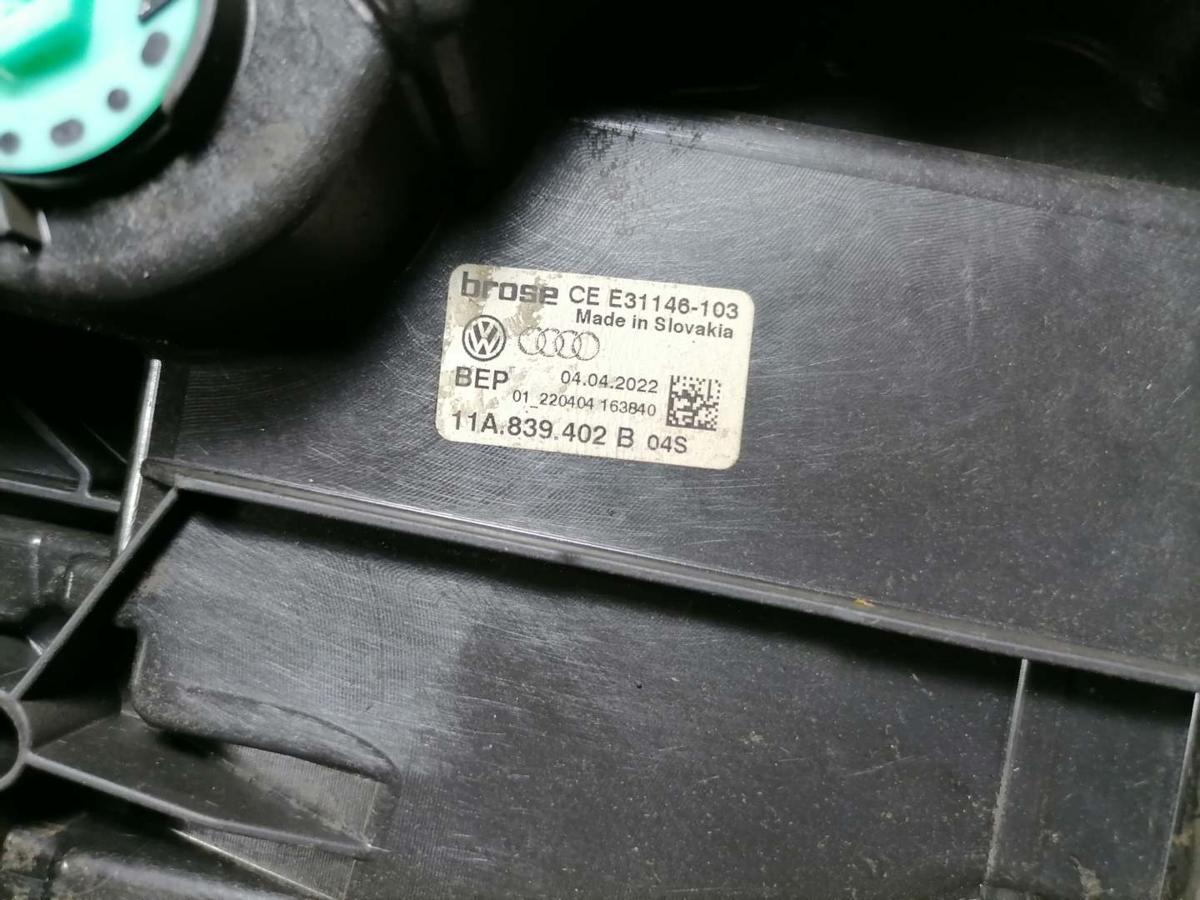 brose CE E31146-103
Made in Slovakia
BEP 04.04.2022
01_220404 163840
11A.839.402 B 04S